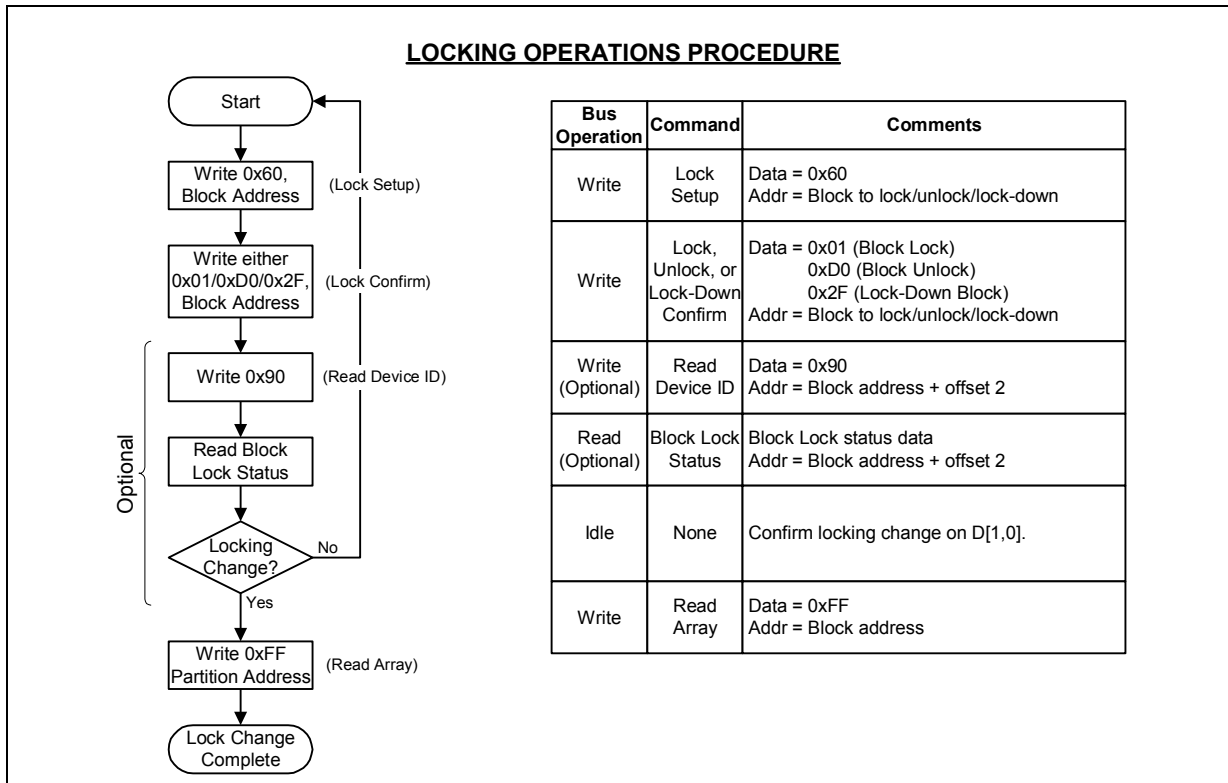 LOCKING OPERATIONS PROCEDURE
Start
Write 0x60,
Block Address
(Lock Setup)
Write either
0x01/0xD0/0x2F,
Block Address
(Lock Confirm)
Optional
Write 0x90
(Read Device ID)
Read Block
Lock Status
Locking
Change?
No
Yes
Write 0xFF
Partition Address
(Read Array)
Lock Change
Complete
Bus
Operation
Command
Comments
Write
Lock
Setup
Data = 0x60
Addr = Block to lock/unlock/lock-down
Write
Lock,
Unlock, or
Lock-Down
Confirm
Data = 0x01 (Block Lock)
0xD0 (Block Unlock)
0x2F (Lock-Down Block)
Addr = Block to lock/unlock/lock-down
Write
(Optional)
Read
Device ID
Data = 0x90
Addr = Block address + offset 2
Read
(Optional)
Block Lock
Status
Block Lock status data
Addr = Block address + offset 2
Idle
None
Confirm locking change on D[1,0].
Write
Read
Array
Data = 0xFF
Addr = Block address